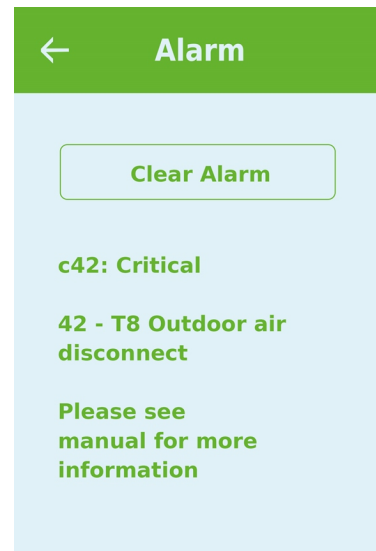 Alarm
Clear Alarm
c42: Critical
42 - T8 Outdoor air
disconnect
Please see
manual for more
information